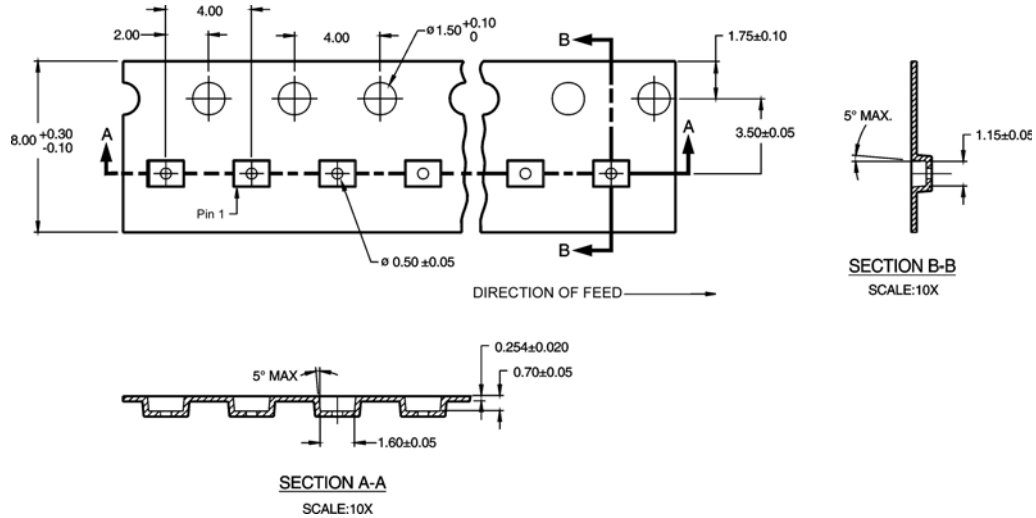 4.00
2.00
4.00
ø1.50 +0.10
0
B
1.75±0.10
8.00 +0.30
-0.10
A
A
3.50±0.05
5° MAX.
1.15±0.05
Pin 1
ø 0.50 ±0.05
B
SECTION B-B
SCALE:10X
DIRECTION OF FEED
0.254±0.020
5° MAX
0.70±0.05
1.60±0.05
SECTION A-A
SCALE:10X